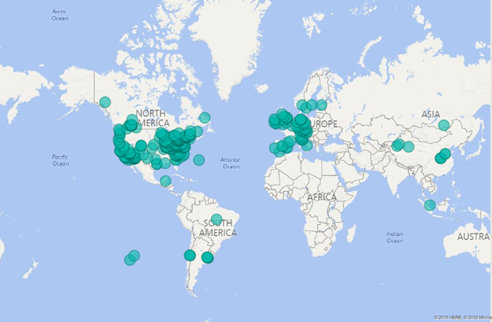 Arctic
Ocean
NORTH
AMERICA
EUROPE
ASIA
Pacific
Ocean
Atlantic
Ocean
AFRICA
SOUTH
AMERICA
Indian
Ocean
AUSTRA